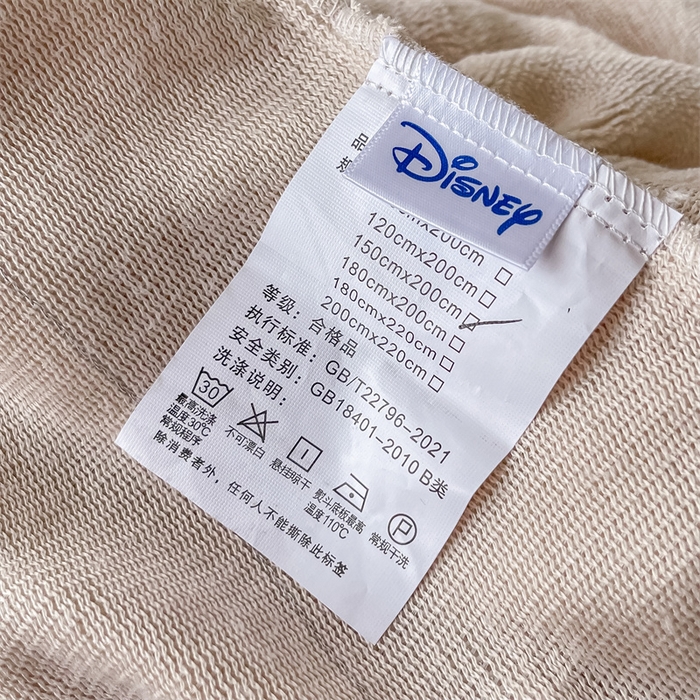 Disney
品
120cmx200cm □
150cmx200cm □
180cmx200cm □
180cmx220cm □
200cmx220cm □
等级：合格品
执行标准：GB/T22796-2021
安全类别：GB18401-2010 B类
洗涤说明：
30
最高洗涤
温度30℃
常规程序
不可漂白
悬挂晾干
熨斗底板最高
温度110℃
P
常规干洗
除消费者外，任何人不能撕除此标签